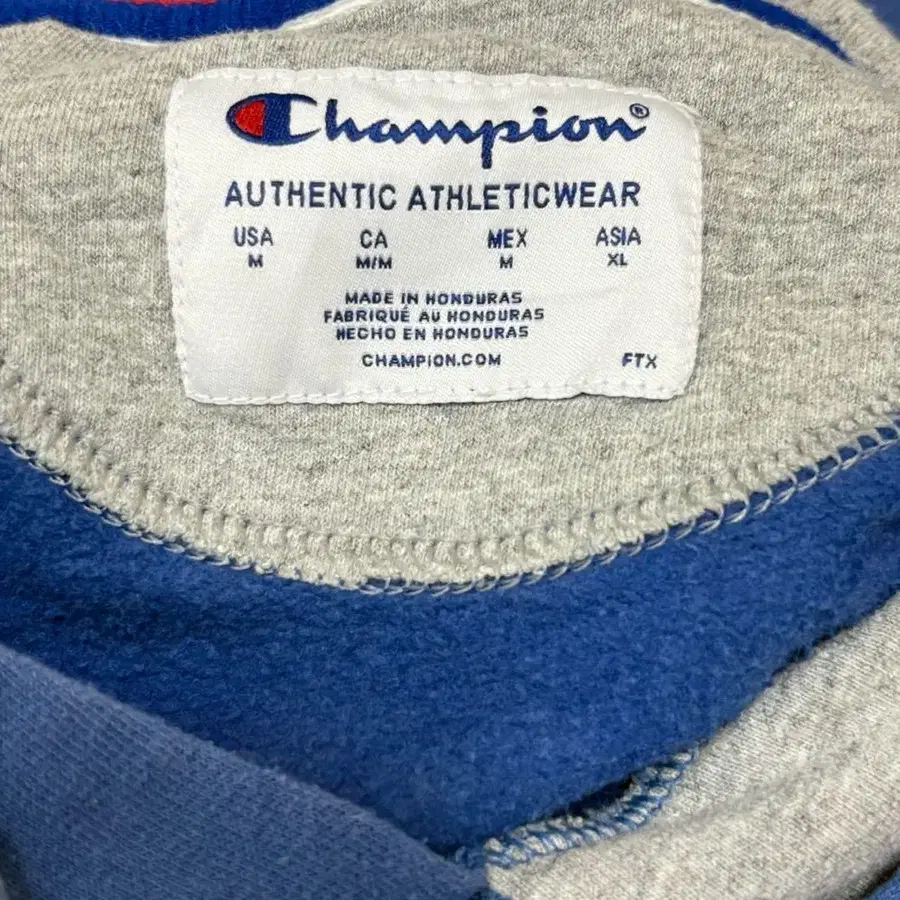 Champion®
AUTHENTIC ATHLETICWEAR
USA CA MEX ASIA
M M/M M XL
MADE IN HONDURAS
FABRIQUÉ AU HONDURAS
HECHO EN HONDURAS
CHAMPION.COM FTX